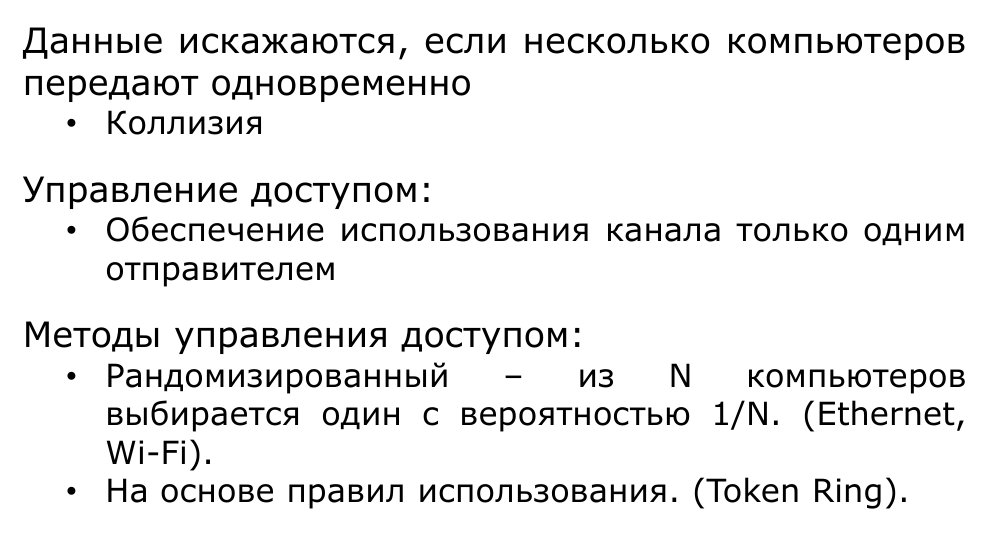 Данные искажаются, если несколько компьютеров
передают одновременно
• Коллизия
Управление доступом:
• Обеспечение использования канала только одним
отправителем
Методы управления доступом:
• Рандомизированный – из N компьютеров
выбирается один с вероятностью 1/N. (Ethernet,
Wi-Fi).
• На основе правил использования. (Token Ring).